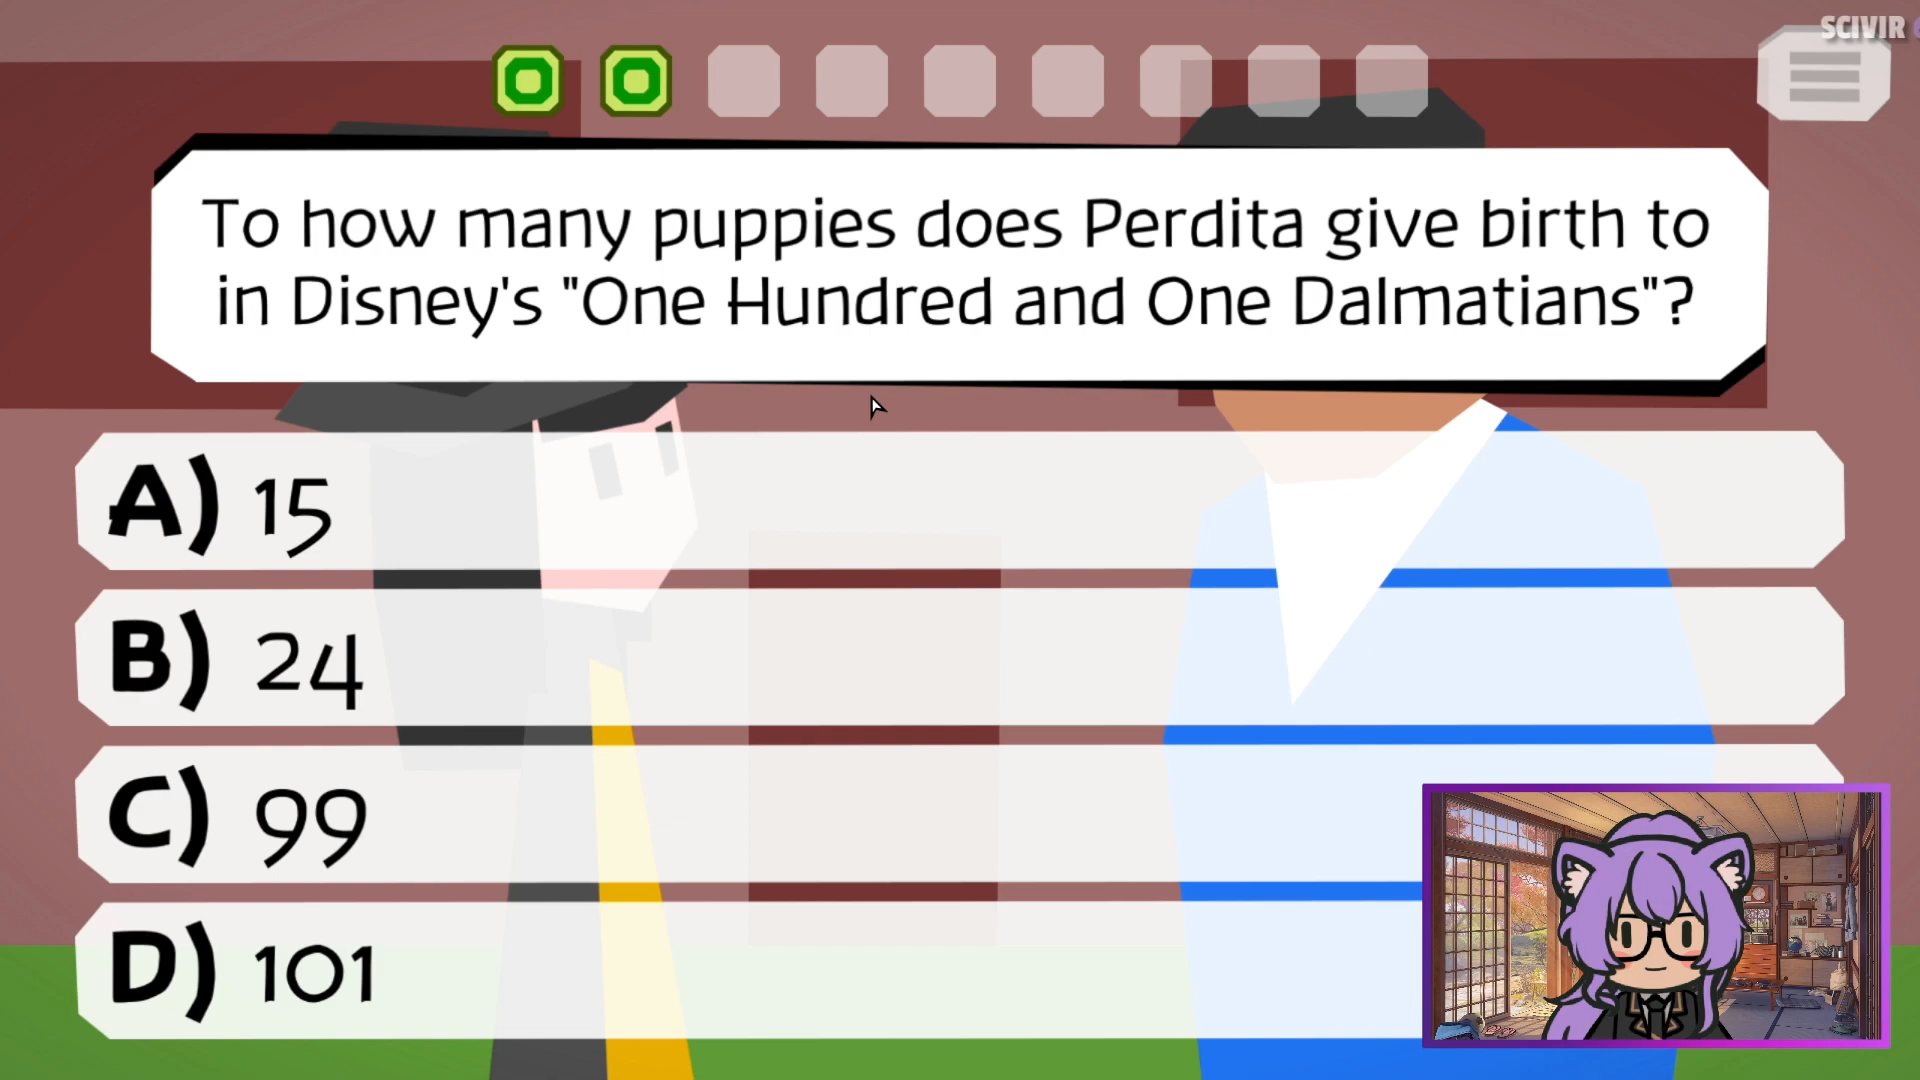 SCIVIR
To how many puppies does Perdita give birth to
in Disney's "One Hundred and One Dalmatians"?
A) 15
B) 24
C) 99
D) 101